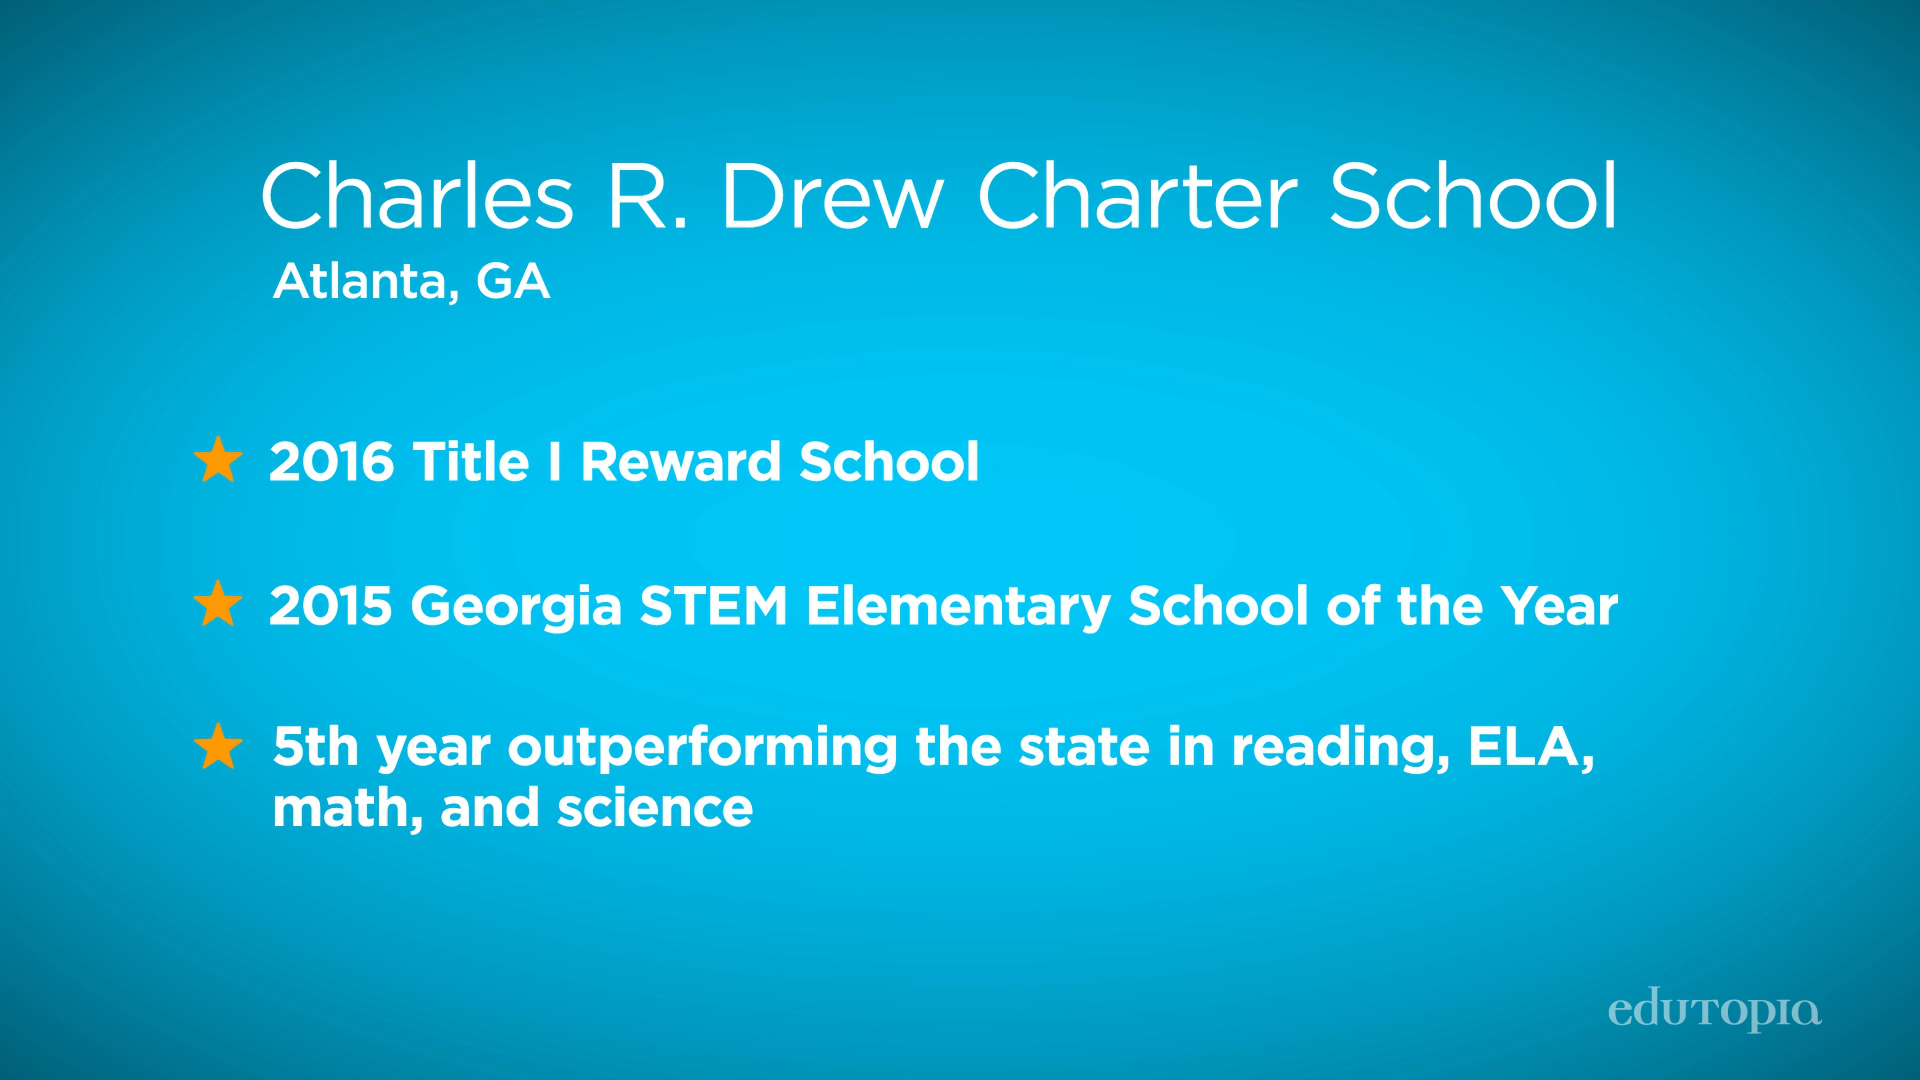 Charles R. Drew Charter School
Atlanta, GA
2016 Title I Reward School
2015 Georgia STEM Elementary School of the Year
5th year outperforming the state in reading, ELA,
math, and science
edutopia